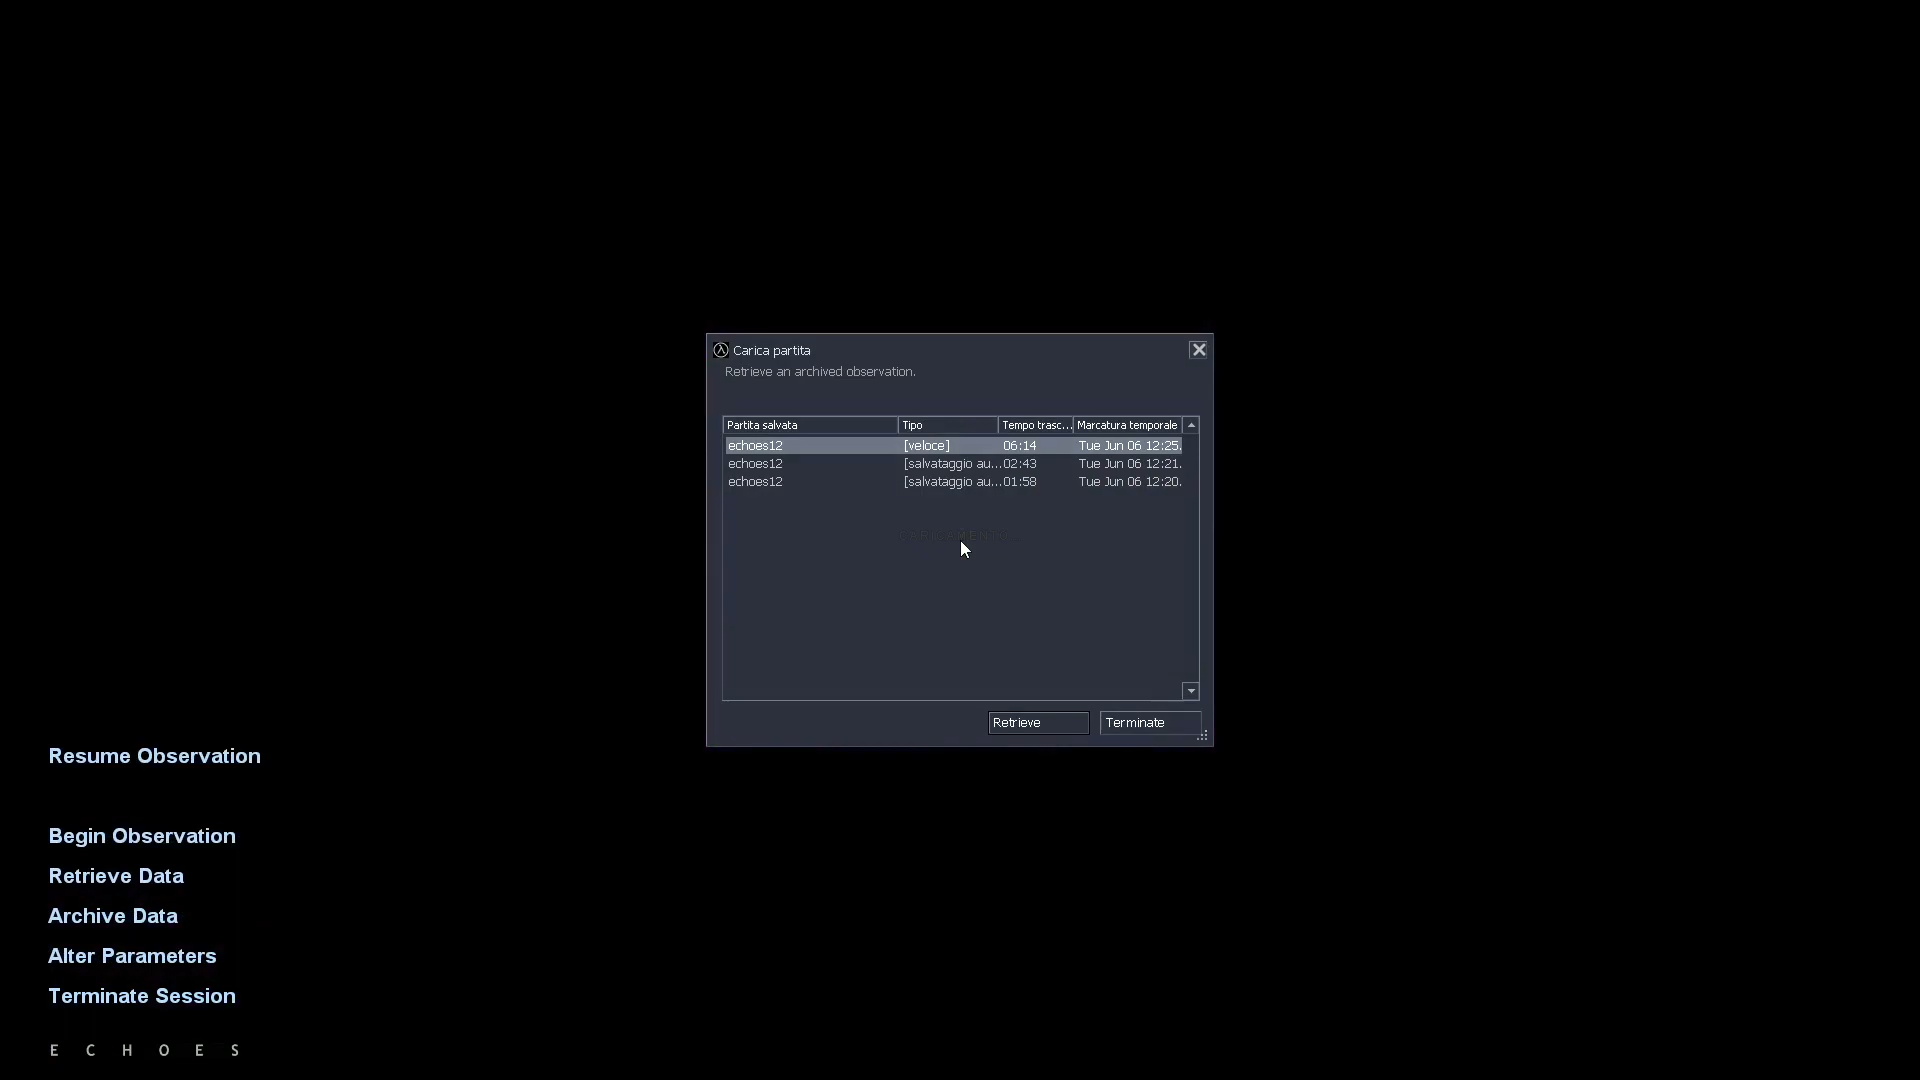 Carica partita
Retrieve an archived observation.
Partita salvata Tipo Tempo trasc... Marcatura temporale
echoes12 [veloce] 06:14 Tue Jun 06 12:25.
echoes12 [salvataggio au... 02:43 Tue Jun 06 12:21.
echoes12 [salvataggio au... 01:58 Tue Jun 06 12:20.
Retrieve Terminate
Resume Observation
Begin Observation
Retrieve Data
Archive Data
Alter Parameters
Terminate Session
E C H O E S